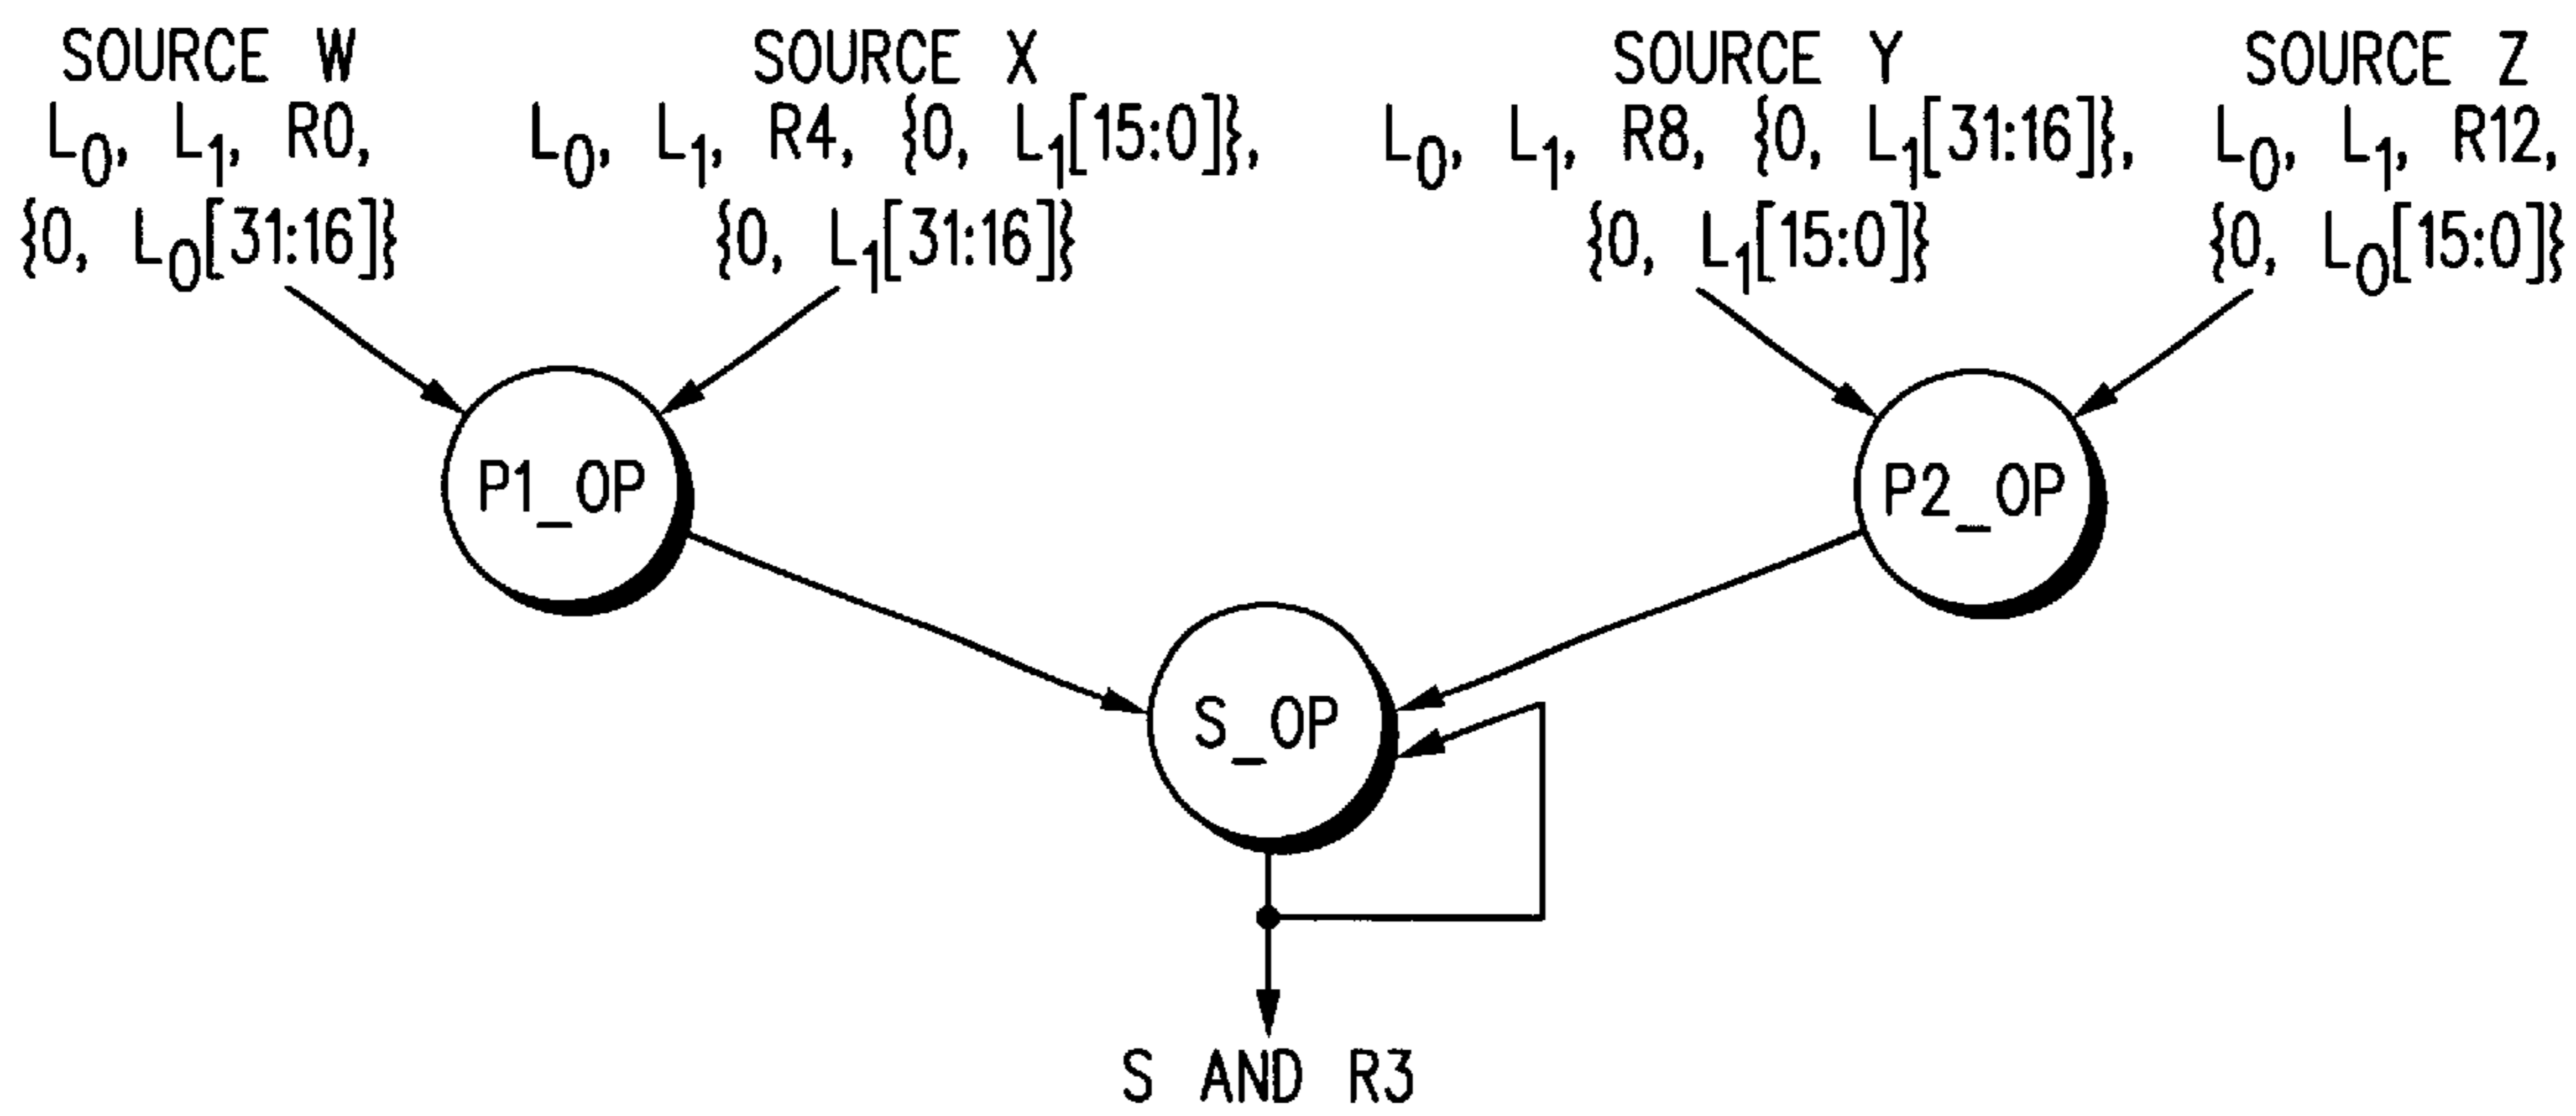 SOURCE W SOURCE X SOURCE Y SOURCE Z
L0, L1, R0, L0, L1, R4, {0, L1[15:0]}, L0, L1, R8, {0, L1[31:16]}, L0, L1, R12,
{0, L0[31:16]} {0, L1[31:16]} {0, L1[15:0]} {0, L0[15:0]}
P1_OP P2_OP
S_OP
S AND R3